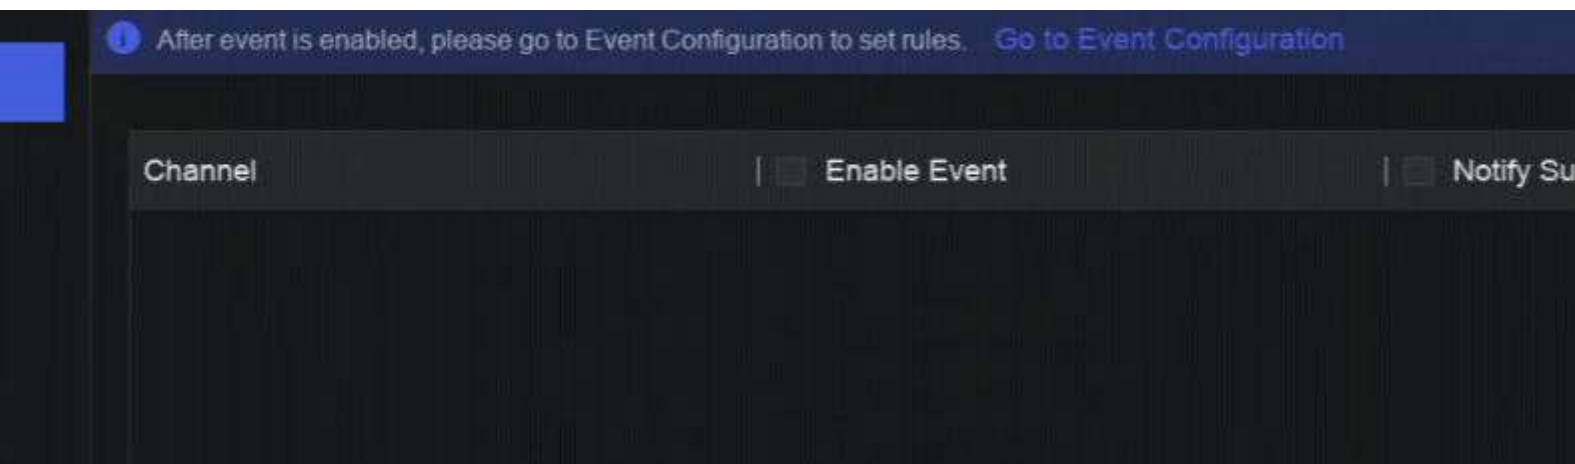 After event is enabled, please go to Event Configuration to set rules. Go to Event Configuration
Channel | Enable Event | Notify Su